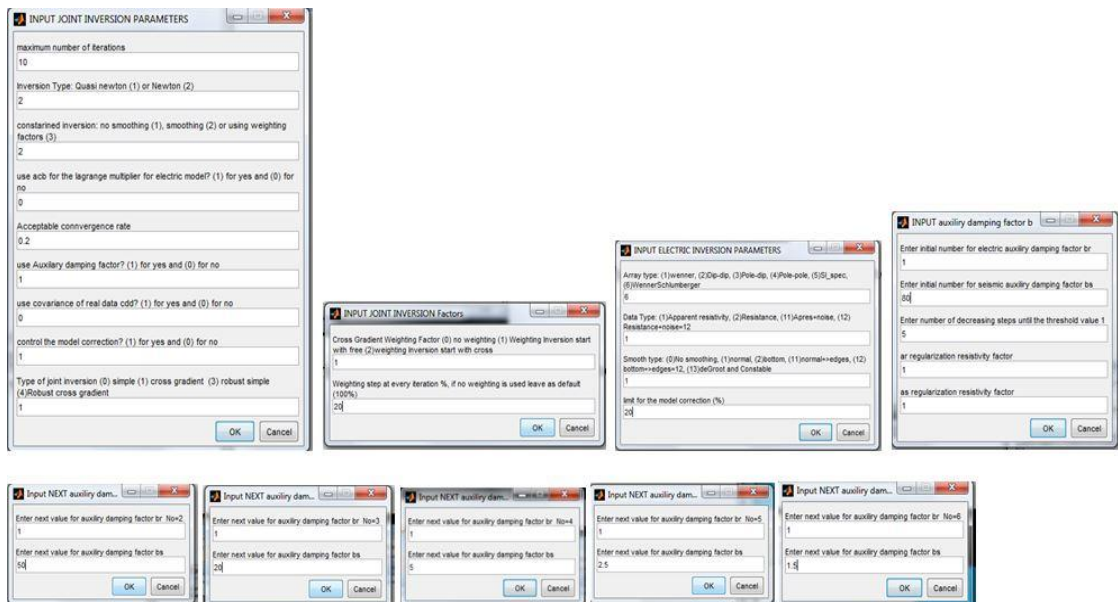 INPUT JOINT INVERSION PARAMETERS
maximum number of iterations
10
Inversion Type: Quasi newton (1) or Newton (2)
2
constarined inversion: no smoothing (1), smoothing (2) or using weighting
factors (3)
2
use acb for the lagrange multiplier for electric model? (1) for yes and (0) for
no
0
Acceptable connvergence rate
0.2
use Auxilary damping factor? (1) for yes and (0) for no
1
use covariance of real data cdd? (1) for yes and (0) for no
0
control the model correction? (1) for yes and (0) for no
1
Type of joint inversion (0) simple (1) cross gradient (3) robust simple
(4)Robust cross gradient
1
OK Cancel
INPUT JOINT INVERSION Factors
Cross Gradient Weighting Factor (0) no weighting (1) Weighting Inversion start
with free (2)weighting Inversion start with cross
1
Weighting step at every iteration %, if no weighting is used leave as default
(100%)
20
OK Cancel
INPUT ELECTRIC INVERSION PARAMETERS
Array type: (1)wenner, (2)Dip-dip, (3)Pole-dip, (4)Pole-pole, (5)Sl_spec,
(6)WennerSchlumberger
6
Data Type: (1)Apparent resistivity, (2)Resistance, (11)Apres+noise, (12)
Resistance+noise=12
1
Smooth type: (0)No smoothing, (1)normal, (2)bottom, (11)normal+edges, (12)
bottom+edges=12, (13)deGroot and Constable
1
limit for the model correction (%)
20
OK Cancel
INPUT auxiliry damping factor b
Enter initial number for electric auxiliry damping factor br
1
Enter initial number for seismic auxiliry damping factor bs
80
Enter number of decreasing steps until the threshold value 1
5
ar regularization resistivity factor
1
as regularization resistivity factor
1
OK Cancel
Input NEXT auxiliry dam...
Enter next value for auxiliry damping factor br No=2
1
Enter next value for auxiliry damping factor bs
50
OK Cancel
Input NEXT auxiliry dam...
Enter next value for auxiliry damping factor br No=3
1
Enter next value for auxiliry damping factor bs
20
OK Cancel
Input NEXT auxiliry dam...
Enter next value for auxiliry damping factor br No=4
1
Enter next value for auxiliry damping factor bs
5
OK Cancel
Input NEXT auxiliry dam...
Enter next value for auxiliry damping factor br No=5
1
Enter next value for auxiliry damping factor bs
2.5
OK Cancel
Input NEXT auxiliry dam...
Enter next value for auxiliry damping factor br No=6
1
Enter next value for auxiliry damping factor bs
1.5
OK Cancel